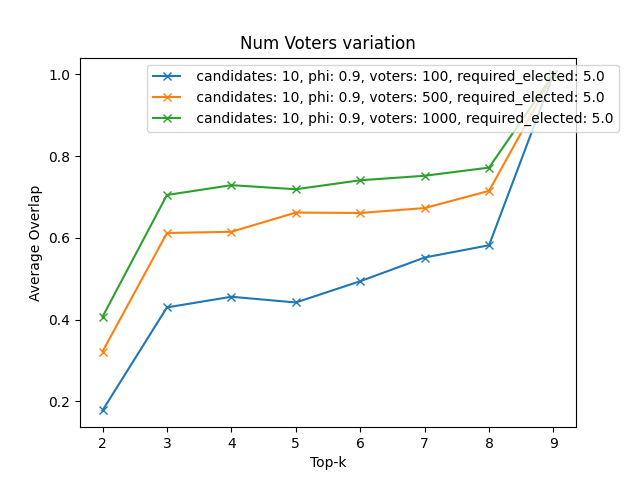 Num Voters variation
candidates: 10, phi: 0.9, voters: 100, required_elected: 5.0
candidates: 10, phi: 0.9, voters: 500, required_elected: 5.0
candidates: 10, phi: 0.9, voters: 1000, required_elected: 5.0
1.0
0.8
0.6
0.4
0.2
Average Overlap
2 3 4 5 6 7 8 9
Top-k